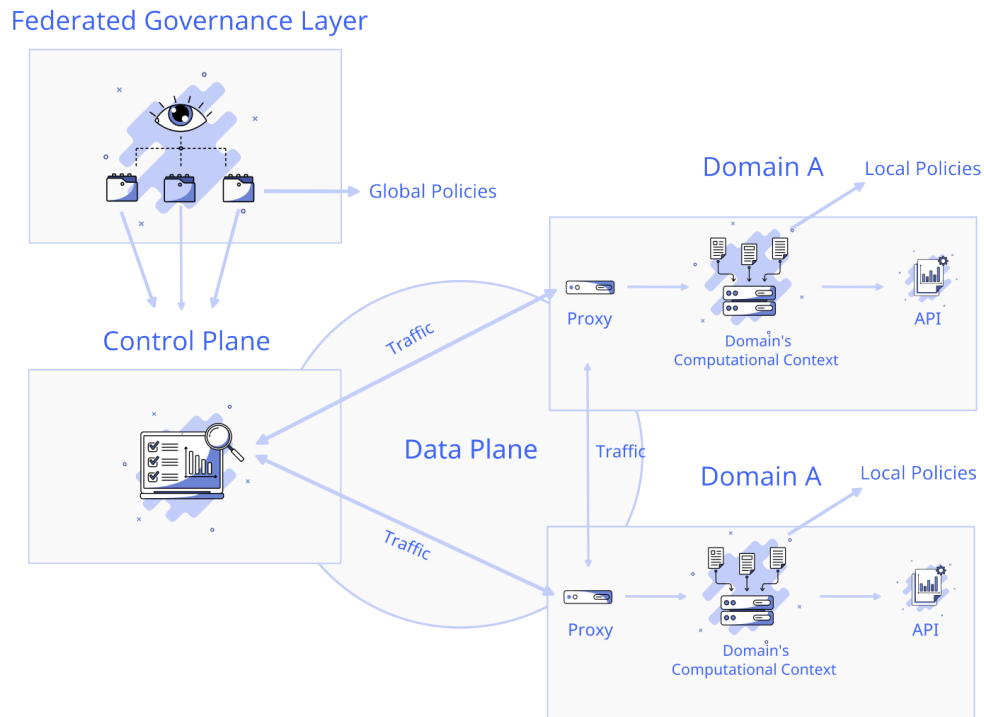 Federated Governance Layer
Global Policies
Domain A
Local Policies
Proxy
Domain's
Computational Context
API
Control Plane
Traffic
Data Plane
Traffic
Traffic
Domain A
Local Policies
Proxy
Domain's
Computational Context
API